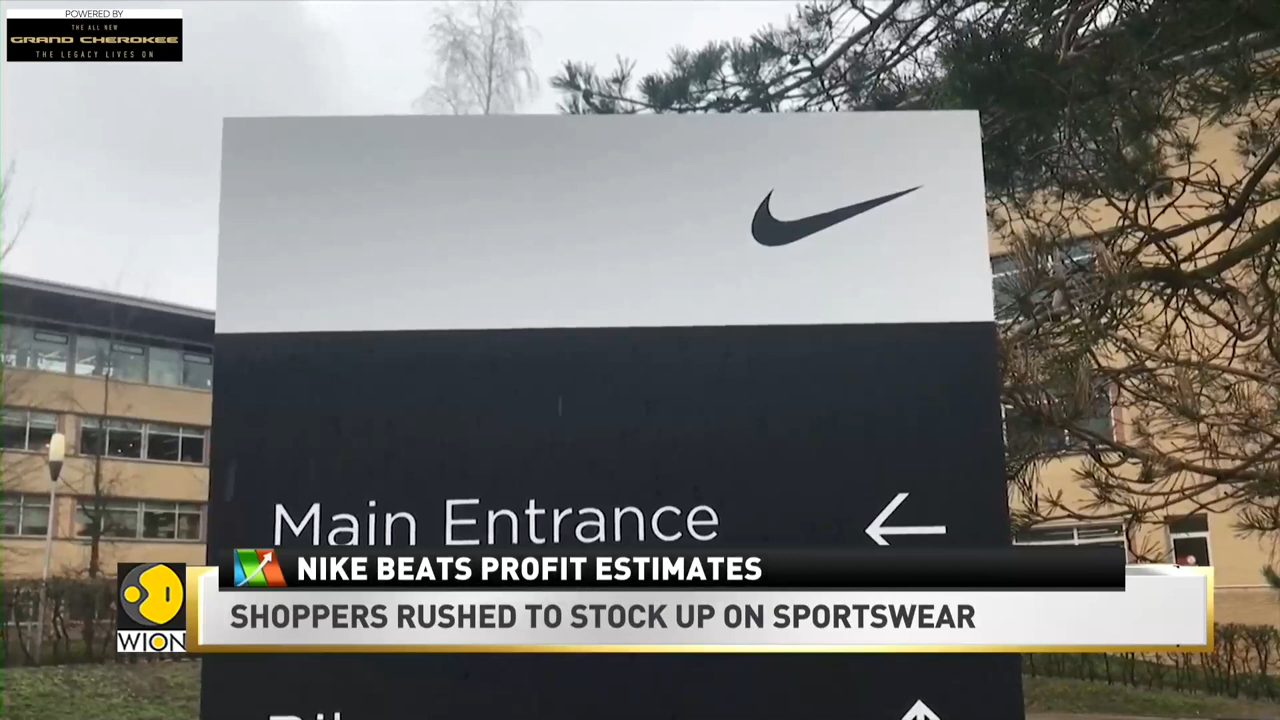 POWERED BY
THE ALL NEW
GRAND CHEROKEE
THE LEGACY LIVES ON
Main Entrance
NIKE BEATS PROFIT ESTIMATES
SHOPPERS RUSHED TO STOCK UP ON SPORTSWEAR
WION